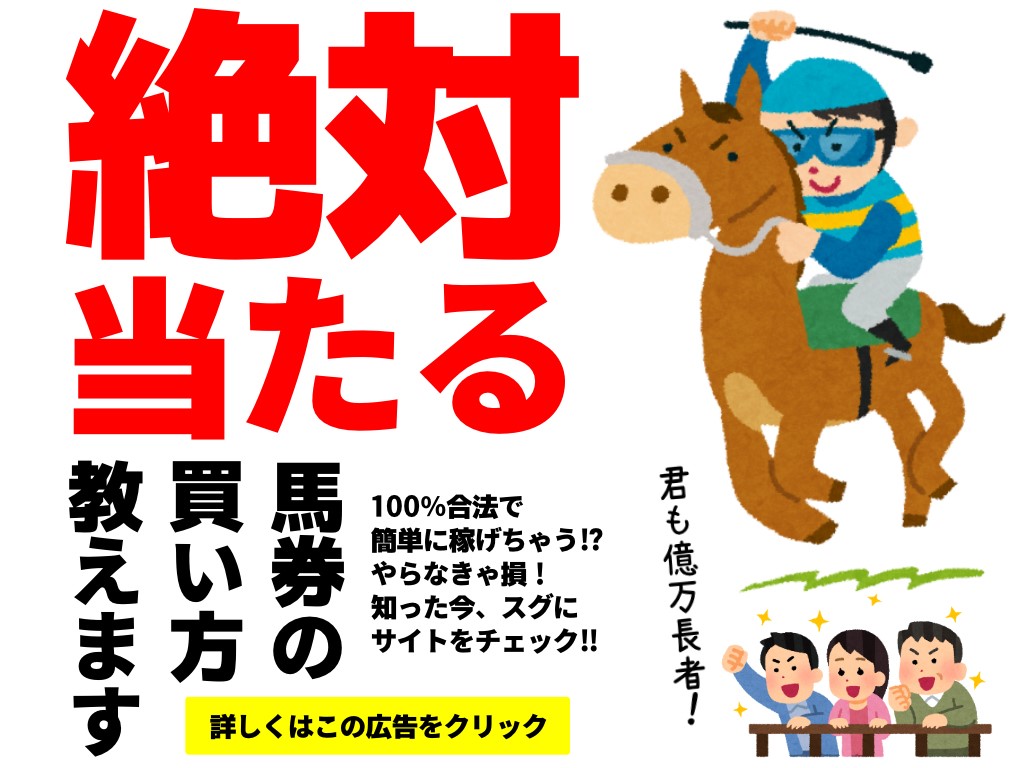 絶対
当たる
馬券の
買い方
教えます
100%合法で
簡単に稼げちゃう!?
やらなきゃ損！
知った今、スグに
サイトをチェック!!
君も億万長者！
詳しくはこの広告をクリック